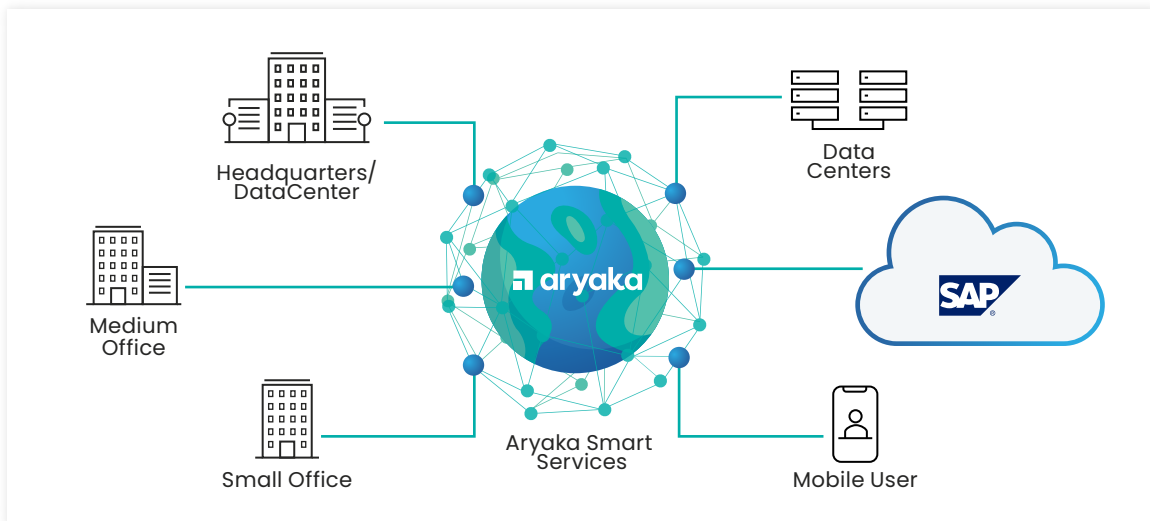 Headquarters/
DataCenter
Data
Centers
aryaka
SAP
®
Medium
Office
Aryaka Smart
Services
Small Office
Mobile User